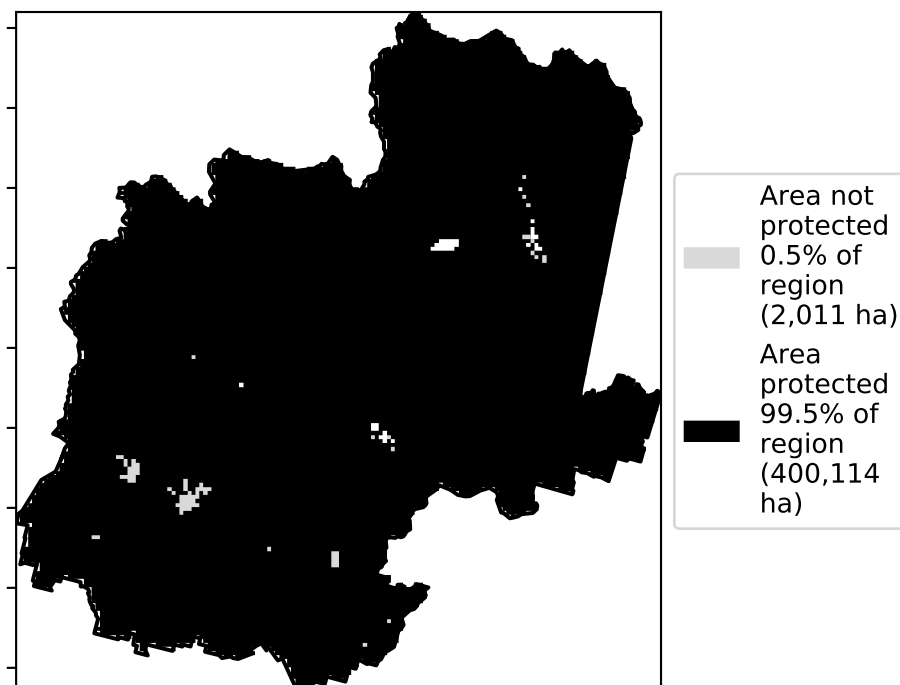 Area not
protected
0.5% of
region
(2,011 ha)
Area
protected
99.5% of
region
(400,114
ha)